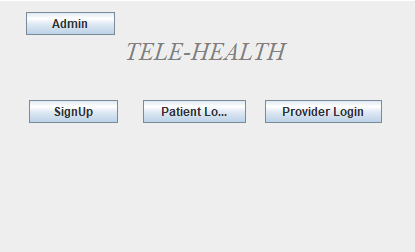 Admin
TELE-HEALTH
SignUp Patient Lo... Provider Login